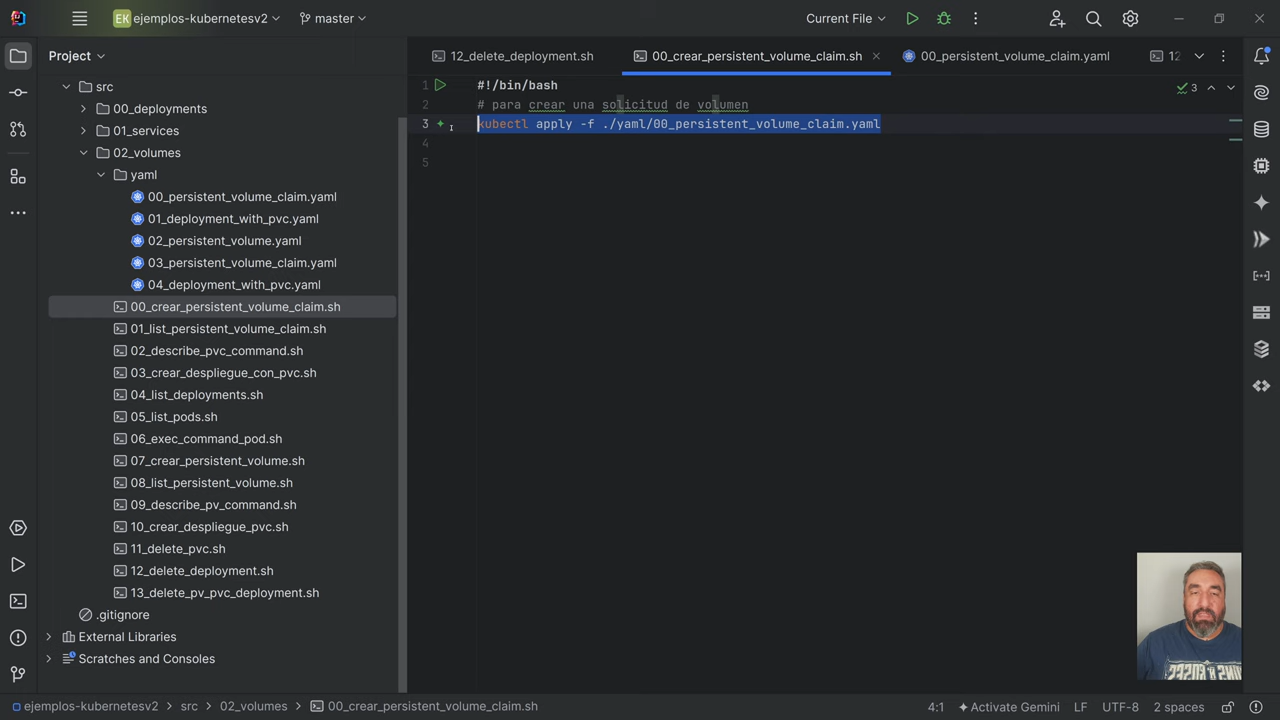 EK ejemplos-kubernetesv2
master
Current File
Project
12_delete_deployment.sh
00_crear_persistent_volume_claim.sh
00_persistent_volume_claim.yaml
12
src
00_deployments
01_services
02_volumes
yaml
00_persistent_volume_claim.yaml
01_deployment_with_pvc.yaml
02_persistent_volume.yaml
03_persistent_volume_claim.yaml
04_deployment_with_pvc.yaml
00_crear_persistent_volume_claim.sh
01_list_persistent_volume_claim.sh
02_describe_pvc_command.sh
03_crear_despliegue_con_pvc.sh
04_list_deployments.sh
05_list_pods.sh
06_exec_command_pod.sh
07_crear_persistent_volume.sh
08_list_persistent_volume.sh
09_describe_pv_command.sh
10_crear_despliegue_pvc.sh
11_delete_pvc.sh
12_delete_deployment.sh
13_delete_pv_pvc_deployment.sh
.gitignore
External Libraries
Scratches and Consoles
1 #!/bin/bash
2 # para crear una solicitud de volumen
3 kubectl apply -f ./yaml/00_persistent_volume_claim.yaml
4
5
3
ejemplos-kubernetesv2 > src > 02_volumes > 00_crear_persistent_volume_claim.sh
4:1 Activate Gemini LF UTF-8 2 spaces